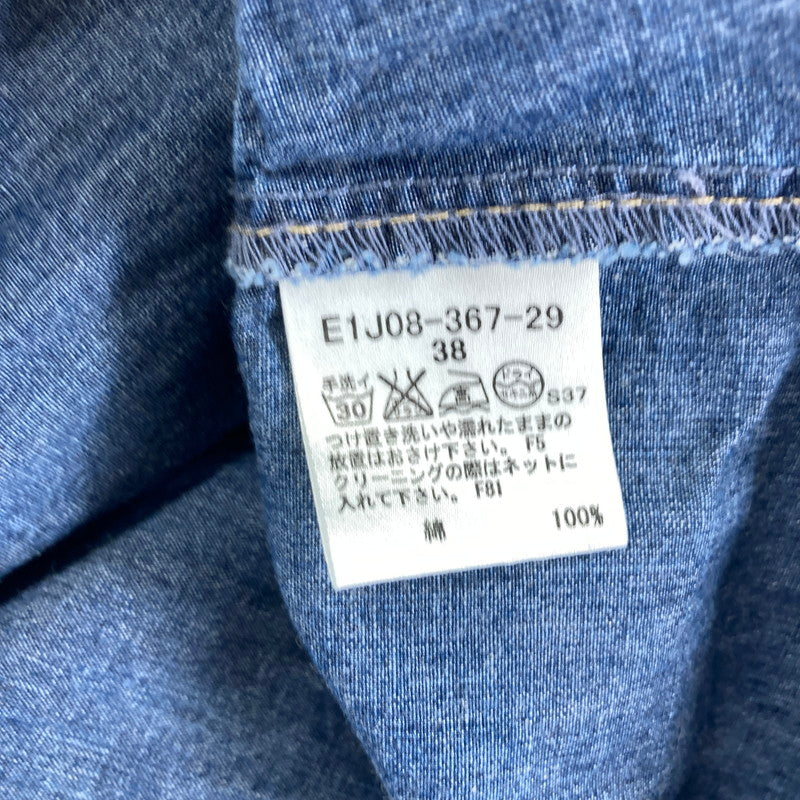 E1J08-367-29
38
手洗イ
30 高 ドライ S37
つけ置き洗いや濡れたままの
放置はおさけ下さい。 F5
クリーニングの際はネットに
入れて下さい。 F81
綿 100%